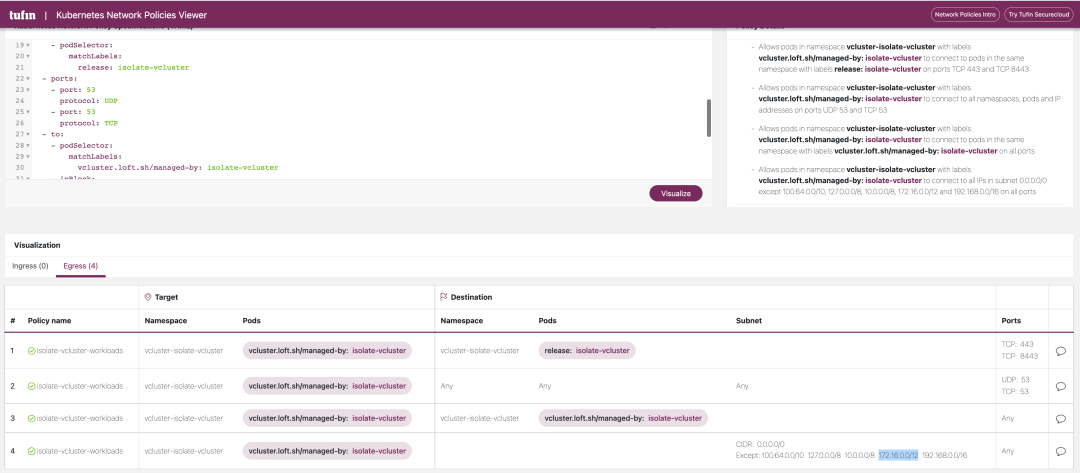 tufin | Kubernetes Network Policies Viewer
Network Policies Intro
Try Tufin Securecloud
19 - podSelector:
20 matchLabels:
21 release: isolate-vcluster
22 - ports:
23 - port: 53
24 protocol: UDP
25 - port: 53
26 protocol: TCP
27 - to:
28 - podSelector:
29 matchLabels:
30 vcluster.loft.sh/managed-by: isolate-vcluster
Visualize
- Allows pods in namespace vcluster-isolate-vcluster with labels
vcluster.loft.sh/managed-by: isolate-vcluster to connect to pods in the same
namespace with labels release: isolate-vcluster on ports TCP 443 and TCP 8443
- Allows pods in namespace vcluster-isolate-vcluster with labels
vcluster.loft.sh/managed-by: isolate-vcluster to connect to all namespaces, pods and IP
addresses on ports UDP 53 and TCP 53
- Allows pods in namespace vcluster-isolate-vcluster with labels
vcluster.loft.sh/managed-by: isolate-vcluster to connect to pods in the same
namespace with labels vcluster.loft.sh/managed-by: isolate-vcluster on all ports
- Allows pods in namespace vcluster-isolate-vcluster with labels
vcluster.loft.sh/managed-by: isolate-vcluster to connect to all IPs in subnet 0.0.0.0/0
except 100.64.0.0/10, 127.0.0.0/8, 10.0.0.0/8, 172.16.0.0/12 and 192.168.0.0/16 on all ports
Visualization
Ingress (0) Egress (4)
Target Destination
# Policy name Namespace Pods Namespace Pods Subnet Ports
1 isolate-vcluster-workloads vcluster-isolate-vcluster vcluster.loft.sh/managed-by: isolate-vcluster vcluster-isolate-vcluster release: isolate-vcluster TCP: 443
TCP: 8443
2 isolate-vcluster-workloads vcluster-isolate-vcluster vcluster.loft.sh/managed-by: isolate-vcluster Any Any Any UDP: 53
TCP: 53
3 isolate-vcluster-workloads vcluster-isolate-vcluster vcluster.loft.sh/managed-by: isolate-vcluster vcluster-isolate-vcluster vcluster.loft.sh/managed-by: isolate-vcluster Any
4 isolate-vcluster-workloads vcluster-isolate-vcluster vcluster.loft.sh/managed-by: isolate-vcluster CIDR: 0.0.0.0/0
Except: 100.64.0.0/10 127.0.0.0/8 10.0.0.0/8 172.16.0.0/12 192.168.0.0/16 Any